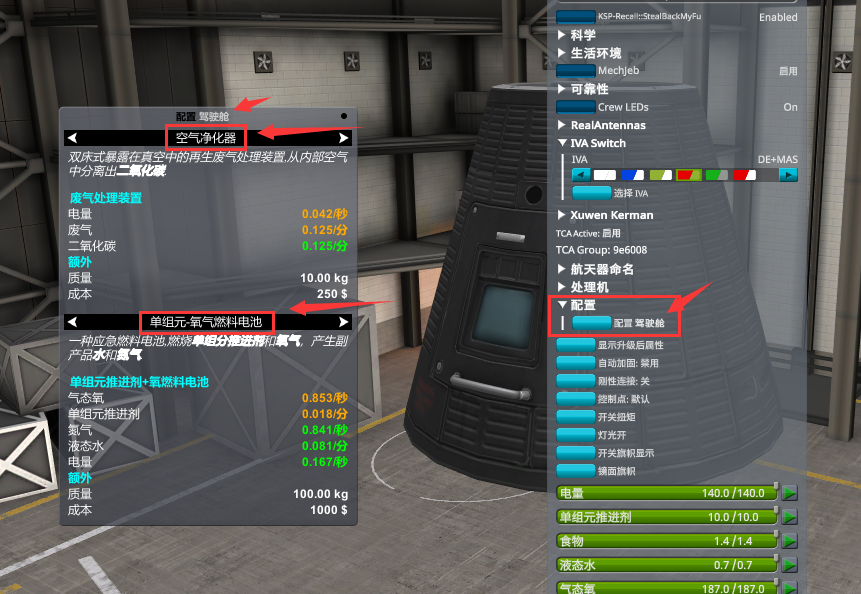 配置 驾驶舱
空气净化器
双床式暴露在真空中的再生废气处理装置,从内部空气
中分离出二氧化碳
废气处理装置
电量 0.042/秒
废气 0.125/分
二氧化碳 0.125/分
额外
质量 10.00 kg
成本 250 $
单组元-氧气燃料电池
一种应急燃料电池,燃烧单组分推进剂和氧气，产生副
产品水和氮气
单组元推进剂+氧燃料电池
气态氧 0.853/秒
单组元推进剂 0.018/分
氮气 0.841/秒
液态水 0.081/分
电量 0.167/秒
额外
质量 100.00 kg
成本 1000 $
KSP-Recall::StealBackMyFu Enabled
科学
生活环境
MechJeb 启用
可靠性
Crew LEDs On
RealAntennas
IVA Switch
IVA DE+MAS
选择 IVA
Xuwen Kerman
TCA Active: 启用
TCA Group: 9e6008
航天器命名
处理机
配置
配置 驾驶舱
显示升级后属性
自动加固: 禁用
刚性连接: 关
控制点: 默认
开关扭矩
灯光开
开关旗帜显示
镜面旗帜
电量 140.0/140.0
单组元推进剂 10.0/10.0
食物 1.4/1.4
液态水 0.7/0.7
气态氧 187.0/187.0